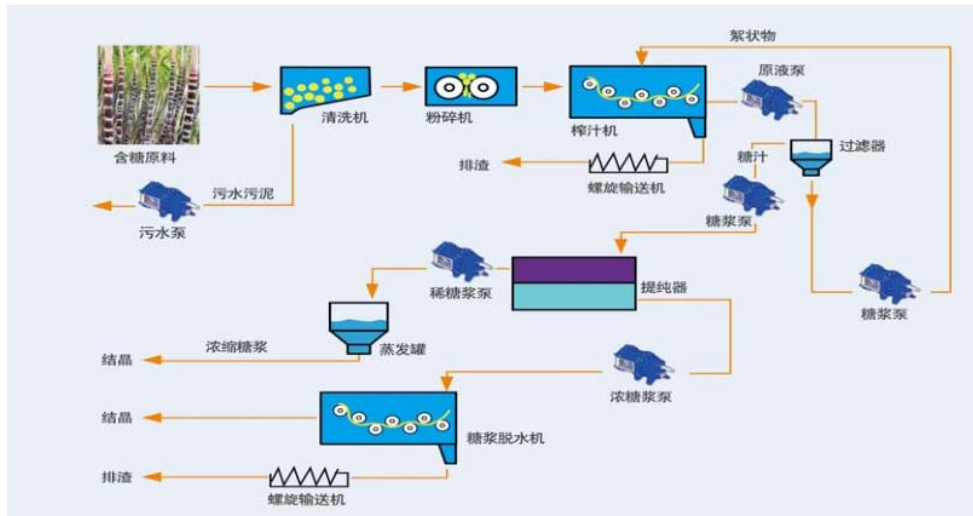 絮状物
原液泵
清洗机
粉碎机
榨汁机
过滤器
含糖原料
排渣
糖汁
螺旋输送机
污水污泥
糖浆泵
污水泵
稀糖浆泵
提纯器
糖浆泵
浓缩糖浆
蒸发罐
结晶
浓糖浆泵
结晶
糖浆脱水机
排渣
螺旋输送机